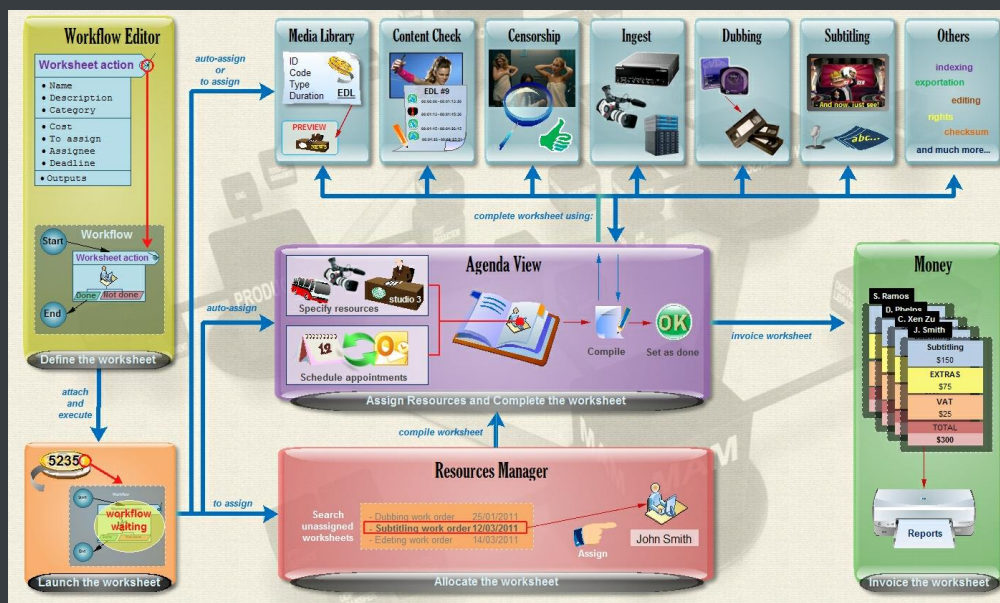 Workflow Editor
Worksheet action
• Name
• Description
• Category
• Cost
• To assign
• Assignee
• Deadline
• Outputs
Workflow
Start
Worksheet action
Done / Not done
End
Define the worksheet
attach
and
execute
5235
workflow
waiting
Launch the worksheet
auto-assign
or
to assign
auto-assign
to assign
Media Library
ID
Code
Type
Duration
EDL
PREVIEW
NEWS
Content Check
EDL #9
Censorship
Ingest
Dubbing
Subtitling
And now, just see!
abc...
Others
indexing
exportation
editing
rights
checksum
and much more...
complete worksheet using:
Agenda View
Specify resources
studio 3
Schedule appointments
Compile
OK
Set as done
Assign Resources and Complete the worksheet
compile worksheet
invoice worksheet
Resources Manager
Search
unassigned
worksheets
- Dubbing work order 25/01/2011
- Subtitling work order 12/03/2011
- Edeting work order 14/03/2011
Assign
John Smith
Allocate the worksheet
Money
S. Ramos
D. Phelps
C. Xen Zu
J. Smith
Subtitling
$150
EXTRAS
$75
VAT
$25
TOTAL
$300
Reports
Invoice the worksheet